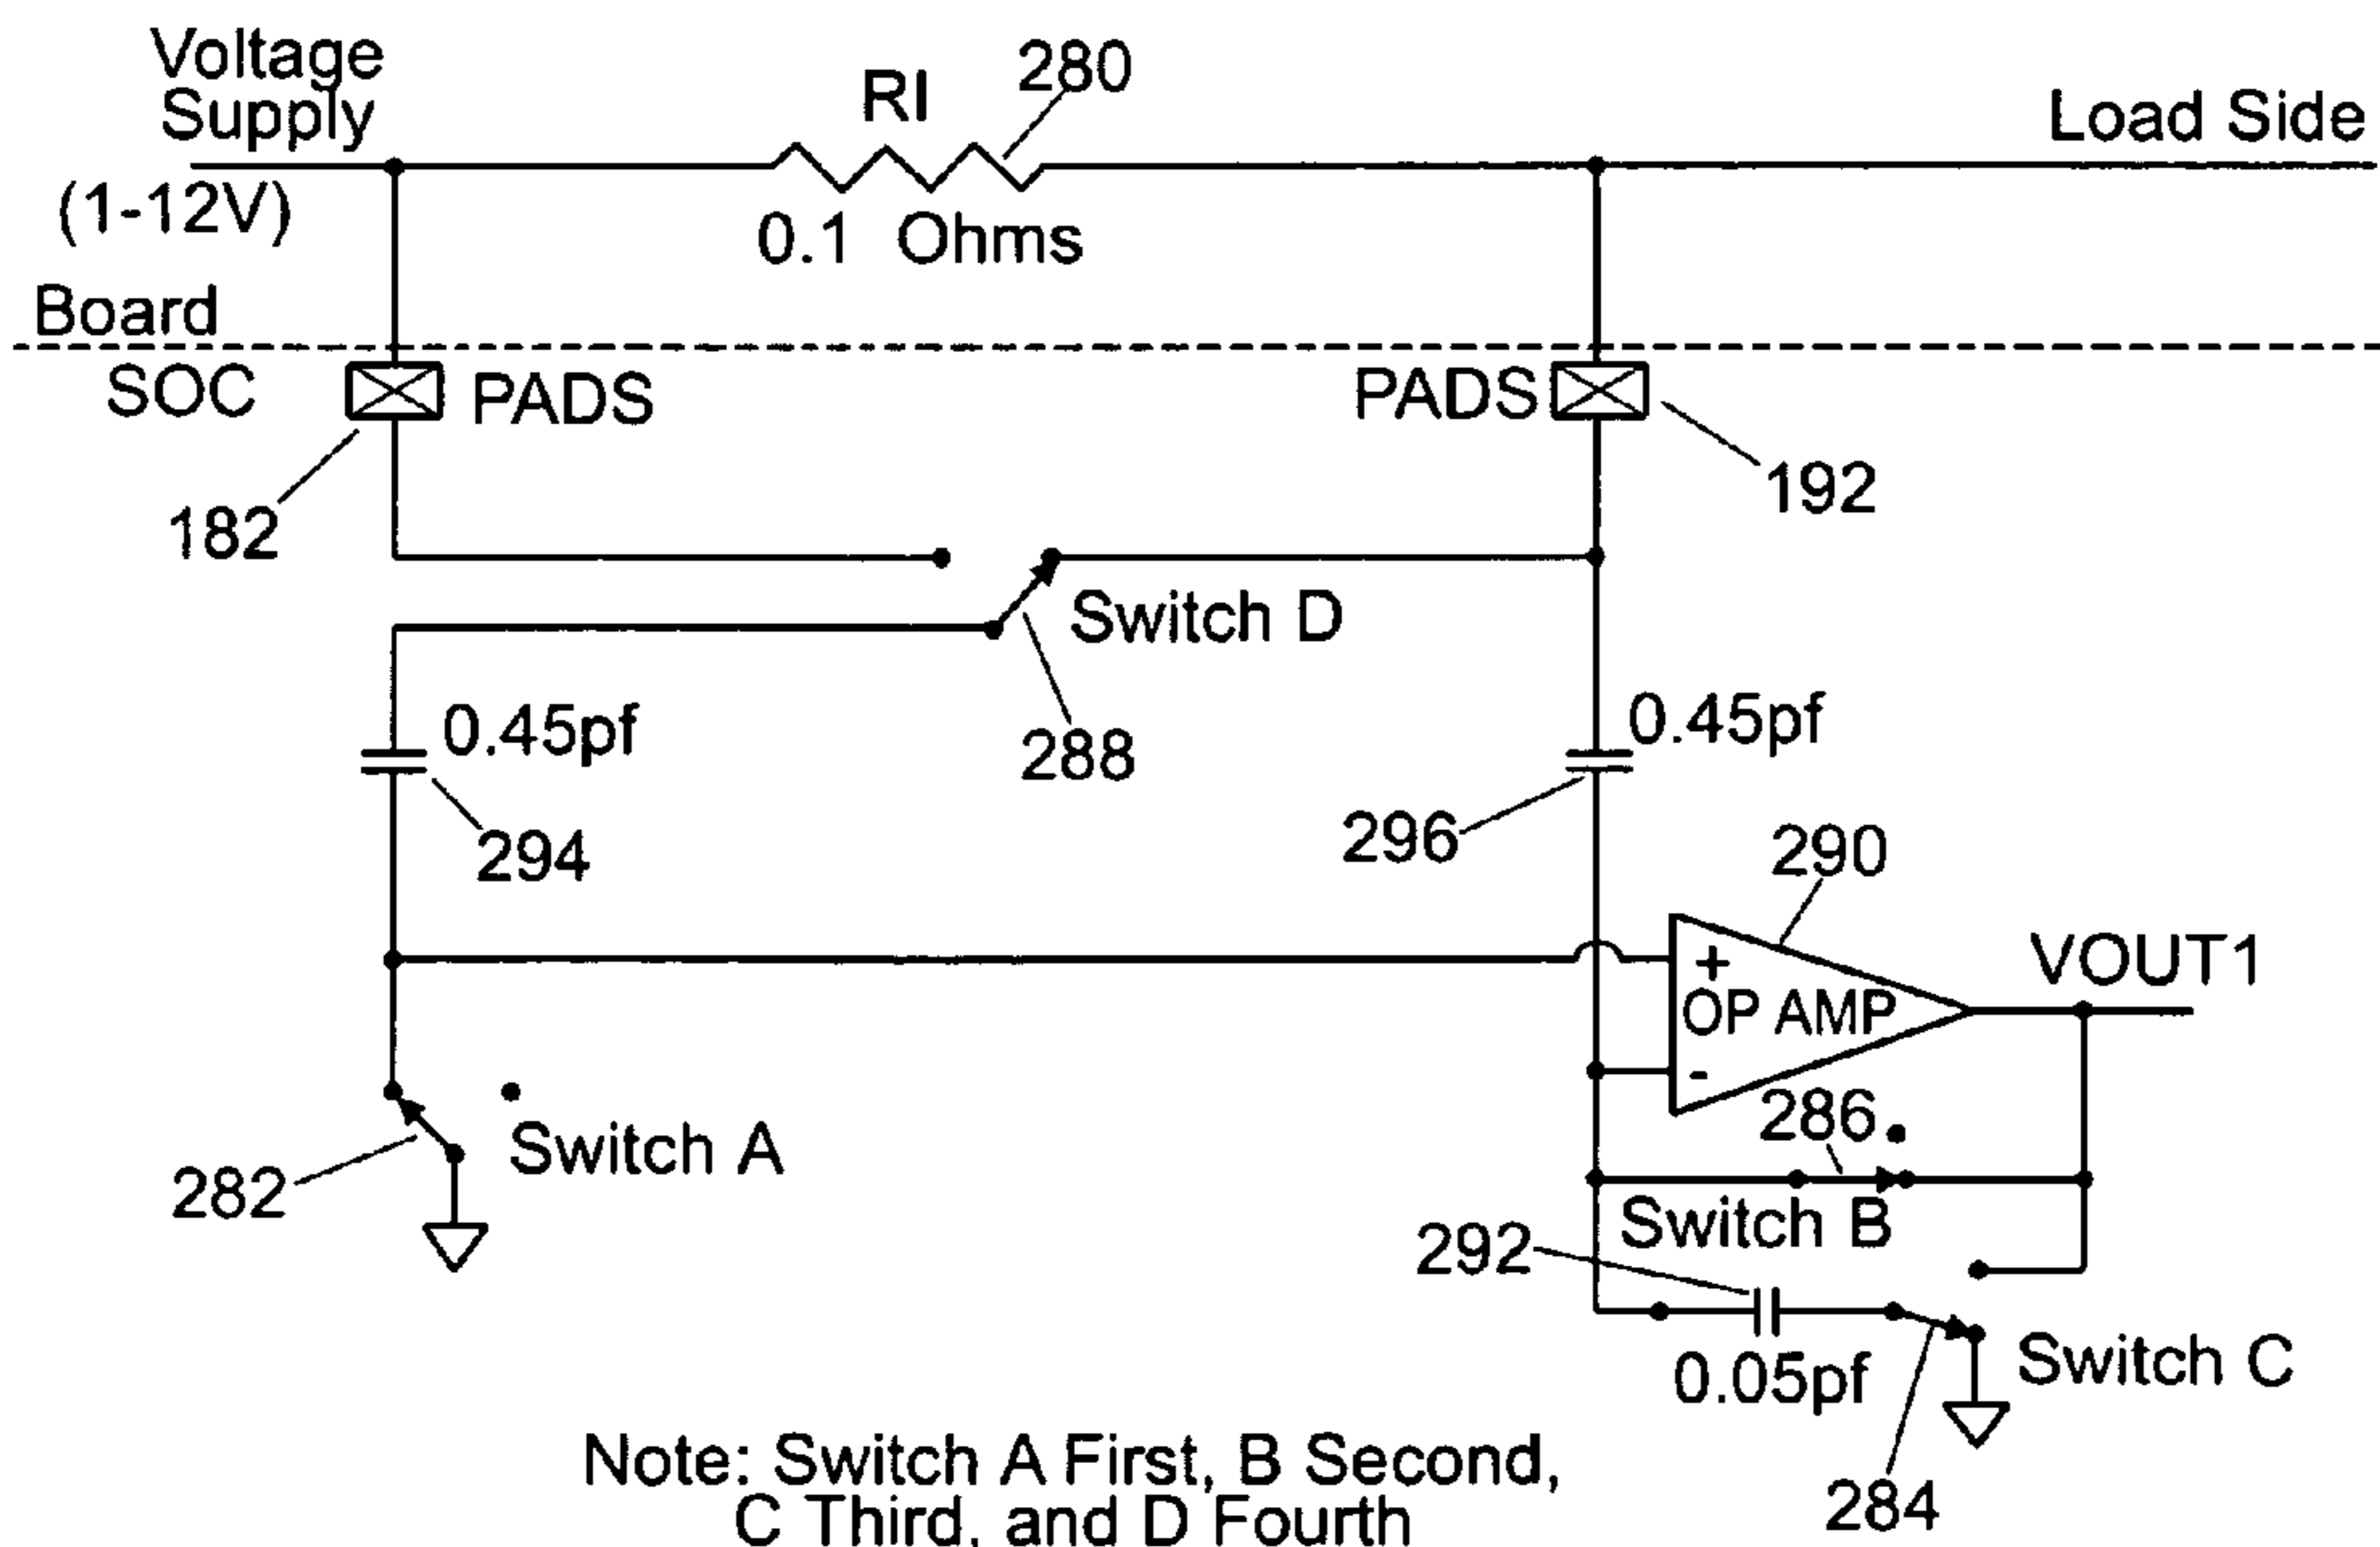 Voltage
Supply
(1-12V)
RI
280
0.1 Ohms
Load Side
Board
SOC
PADS
182
PADS
192
Switch D
288
0.45pf
294
0.45pf
296
290
+
OP AMP
-
VOUT1
282
Switch A
286
Switch B
292
0.05pf
Switch C
284
Note: Switch A First, B Second,
C Third, and D Fourth